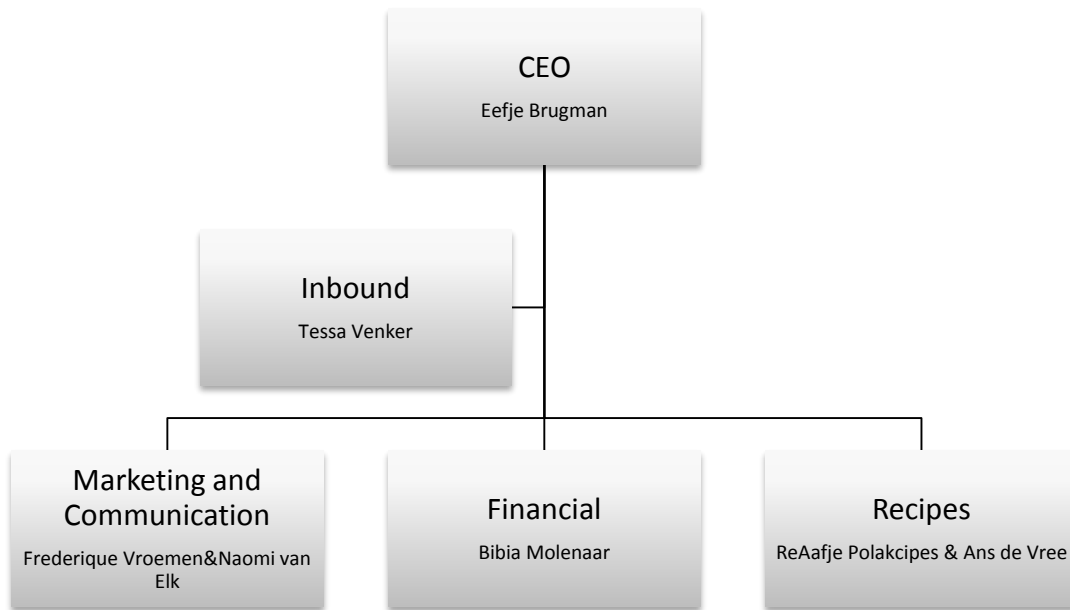 CEO
Eefje Brugman
Inbound
Tessa Venker
Marketing and
Communication
Frederique Vroemen&Naomi van
Elk
Financial
Bibia Molenaar
Recipes
ReAafje Polakcipes & Ans de Vree